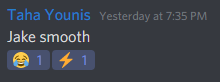 Taha Younis Yesterday at 7:35 PM
Jake smooth
😂 1 ⚡ 1